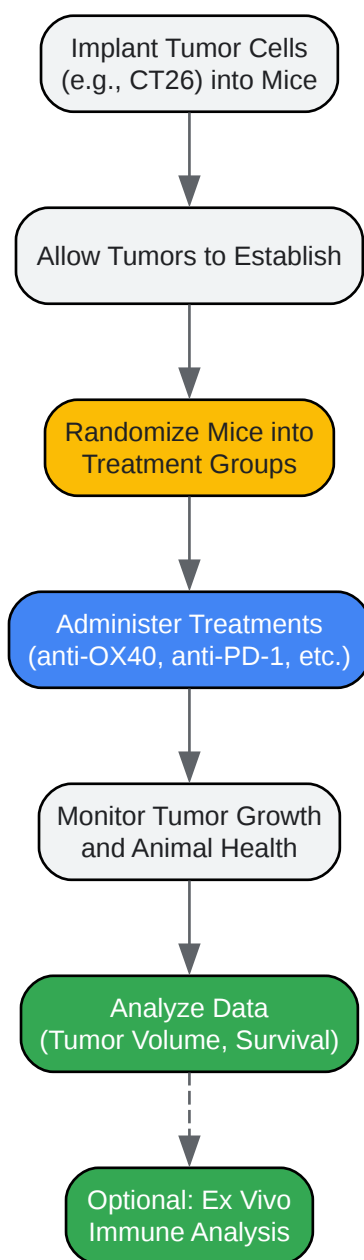 Implant Tumor Cells
(e.g., CT26) into Mice
Allow Tumors to Establish
Randomize Mice into
Treatment Groups
Administer Treatments
(anti-OX40, anti-PD-1, etc.)
Monitor Tumor Growth
and Animal Health
Analyze Data
(Tumor Volume, Survival)
Optional: Ex Vivo
Immune Analysis